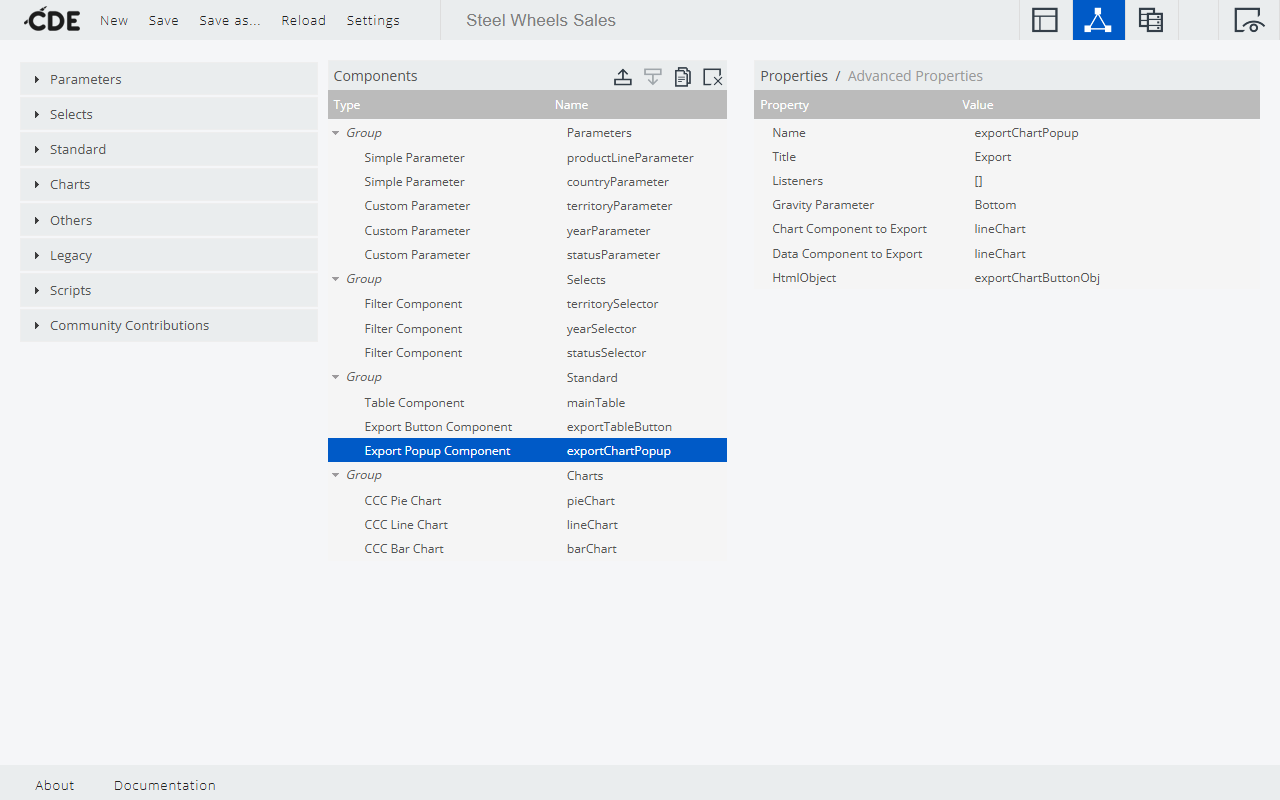 CDE New Save Save as... Reload Settings Steel Wheels Sales
Parameters
Selects
Standard
Charts
Others
Legacy
Scripts
Community Contributions
Components
Type Name
Group Parameters
Simple Parameter productLineParameter
Simple Parameter countryParameter
Custom Parameter territoryParameter
Custom Parameter yearParameter
Custom Parameter statusParameter
Group Selects
Filter Component territorySelector
Filter Component yearSelector
Filter Component statusSelector
Group Standard
Table Component mainTable
Export Button Component exportTableButton
Export Popup Component exportChartPopup
Group Charts
CCC Pie Chart pieChart
CCC Line Chart lineChart
CCC Bar Chart barChart
Properties / Advanced Properties
Property Value
Name exportChartPopup
Title Export
Listeners []
Gravity Parameter Bottom
Chart Component to Export lineChart
Data Component to Export lineChart
HtmlObject exportChartButtonObj
About Documentation